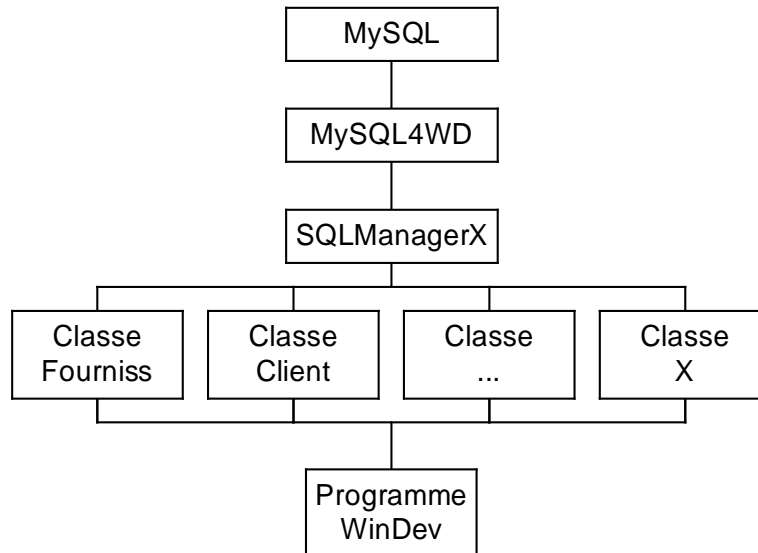 MySQL
MySQL4WD
SQLManagerX
Classe
Fourniss
Classe
Client
Classe
...
Classe
X
Programme
WinDev